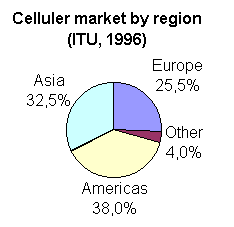 Celluler market by region
(ITU, 1996)
Europe
25,5%
Asia
32,5%
Other
4,0%
Americas
38,0%